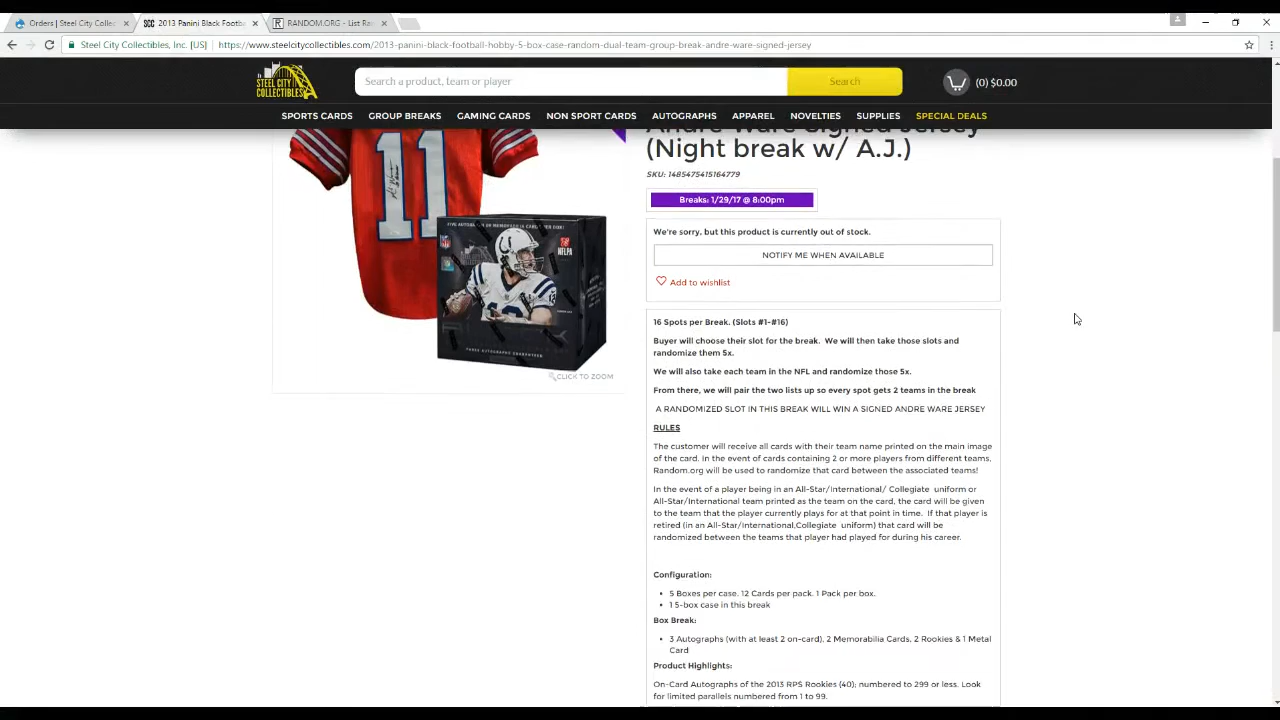 Orders | Steel City Collec
SCC 2013 Panini Black Footb
R RANDOM.ORG - List Ra
Steel City Collectibles, Inc. [US] https://www.steelcitycollectibles.com/2013-panini-black-football-hobby-5-box-case-random-dual-team-group-break-andre-ware-signed-jersey
STEEL CITY COLLECTIBLES
Search a product, team or player
Search
(0) $0.00
SPORTS CARDS GROUP BREAKS GAMING CARDS NON SPORT CARDS AUTOGRAPHS APPAREL NOVELTIES SUPPLIES SPECIAL DEALS
Andre Ware Signed Jersey
(Night break w/ A.J.)
SKU: 1485475415164779
Breaks: 1/29/17 @ 8:00pm
We're sorry, but this product is currently out of stock.
NOTIFY ME WHEN AVAILABLE
Add to wishlist
11
NFLPA
CLICK TO ZOOM
16 Spots per Break. (Slots #1-#16)
Buyer will choose their slot for the break. We will then take those slots and
randomize them 5x.
We will also take each team in the NFL and randomize those 5x.
From there, we will pair the two lists up so every spot gets 2 teams in the break
A RANDOMIZED SLOT IN THIS BREAK WILL WIN A SIGNED ANDRE WARE JERSEY
RULES
The customer will receive all cards with their team name printed on the main image
of the card. In the event of cards containing 2 or more players from different teams,
Random.org will be used to randomize that card between the associated teams!
In the event of a player being in an All-Star/International/ Collegiate uniform or
All-Star/International team printed as the team on the card, the card will be given
to the team that the player currently plays for at that point in time. If that player is
retired (in an All-Star/International,Collegiate uniform) that card will be
randomized between the teams that player had played for during his career.
Configuration:
5 Boxes per case. 12 Cards per pack. 1 Pack per box.
1 5-box case in this break
Box Break:
3 Autographs (with at least 2 on-card), 2 Memorabilia Cards, 2 Rookies & 1 Metal
Card
Product Highlights:
On-Card Autographs of the 2013 RPS Rookies (40); numbered to 299 or less. Look
for limited parallels numbered from 1 to 99.